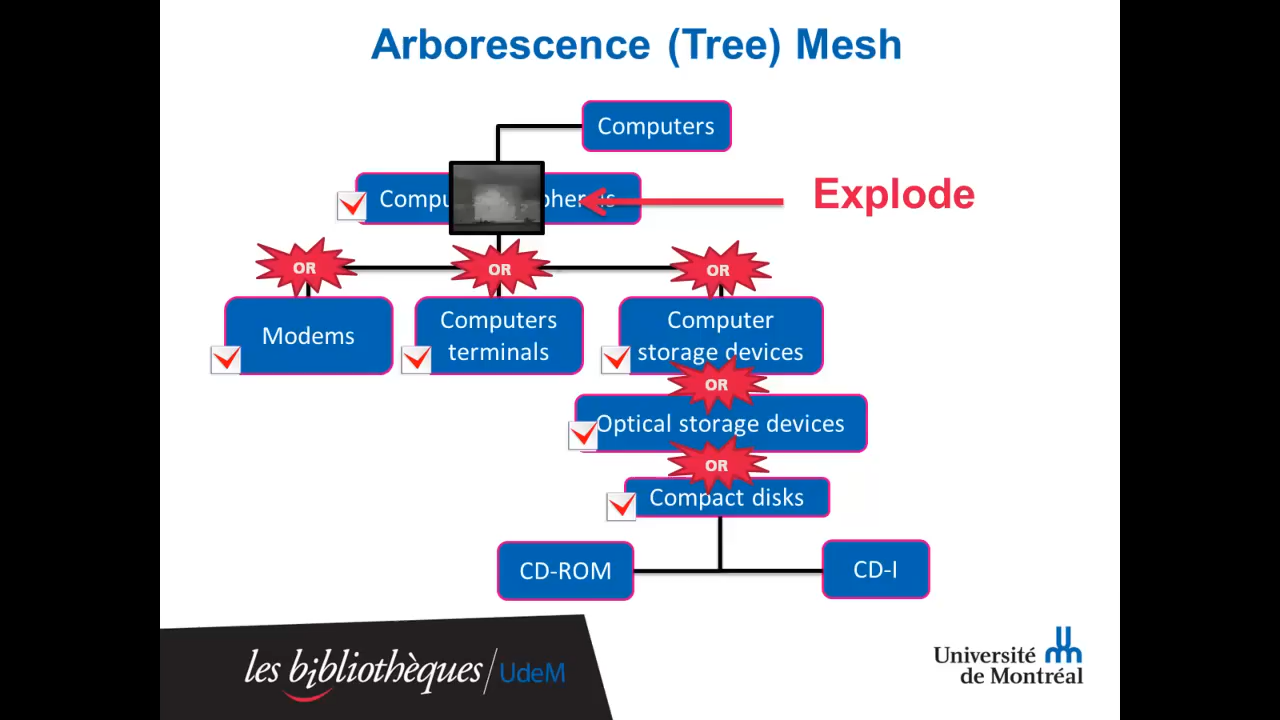 Arborescence (Tree) Mesh
Computers
Explode
OR
OR
OR
Modems
Computers
terminals
Computer
storage devices
OR
Optical storage devices
OR
Compact disks
CD-ROM
CD-I
les bibliothèques/UdeM
Université
de Montréal